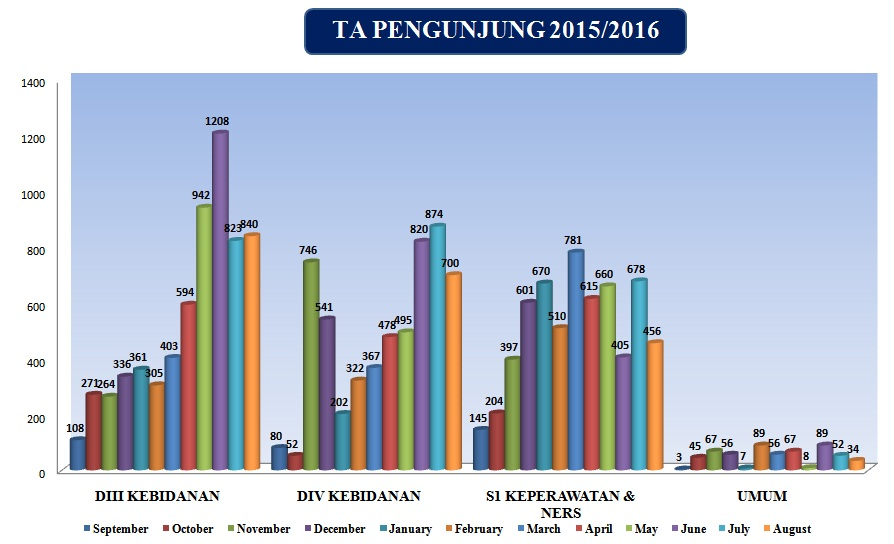 TA PENGUNJUNG 2015/2016
1400
1200
1000
800
600
400
200
0
108 271 264 336 361 305 403 594 942 1208 823 840
80 52 746 541 202 322 367 478 495 820 874 700
145 204 397 601 670 510 781 615 660 405 678 456
3 45 67 56 7 89 56 67 8 89 52 34
DIII KEBIDANAN
DIV KEBIDANAN
S1 KEPERAWATAN &
NERS
UMUM
September October November December January February March April May June July August